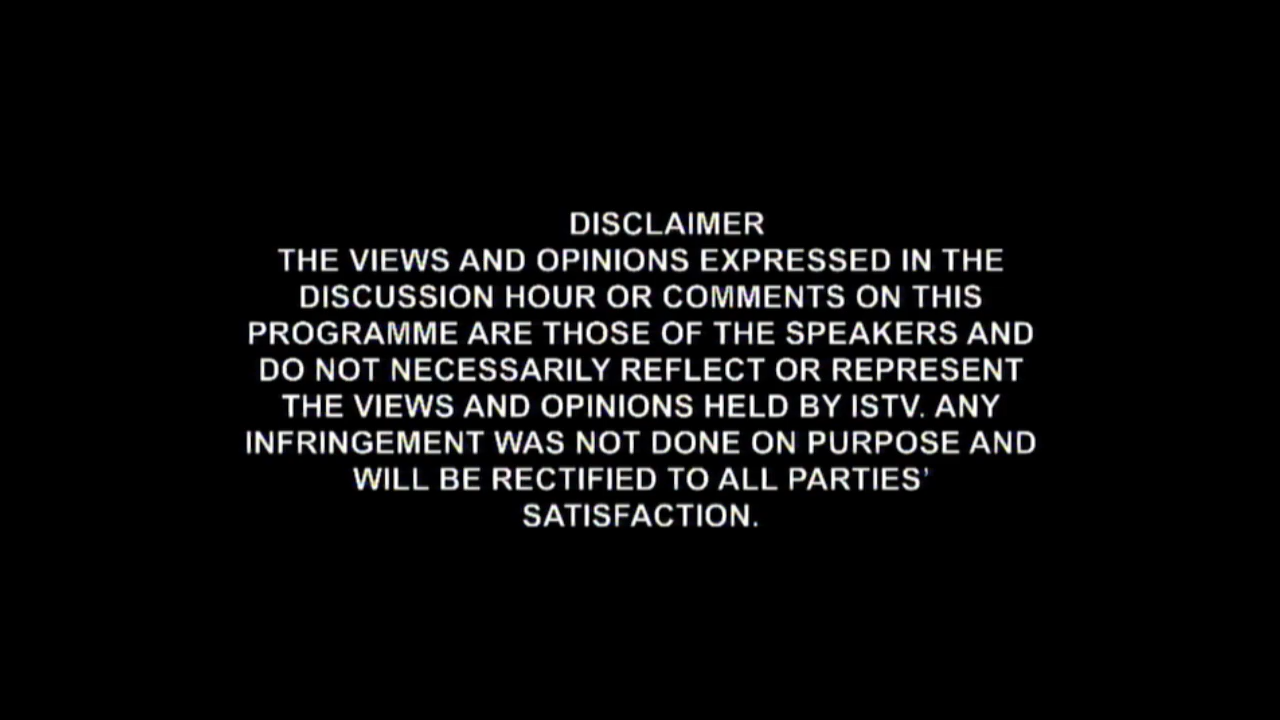 DISCLAIMER
THE VIEWS AND OPINIONS EXPRESSED IN THE
DISCUSSION HOUR OR COMMENTS ON THIS
PROGRAMME ARE THOSE OF THE SPEAKERS AND
DO NOT NECESSARILY REFLECT OR REPRESENT
THE VIEWS AND OPINIONS HELD BY ISTV. ANY
INFRINGEMENT WAS NOT DONE ON PURPOSE AND
WILL BE RECTIFIED TO ALL PARTIES’
SATISFACTION.